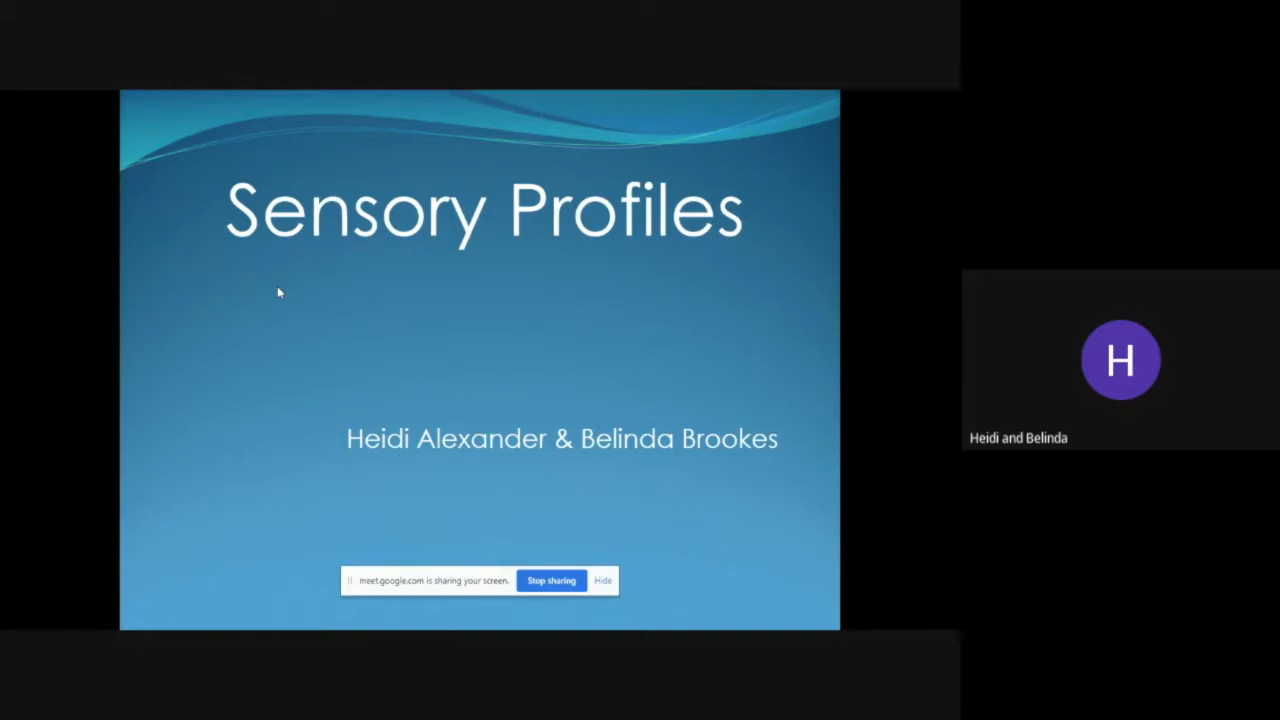 Sensory Profiles
Heidi Alexander & Belinda Brookes
meet.google.com is sharing your screen. Stop sharing Hide
H
Heidi and Belinda